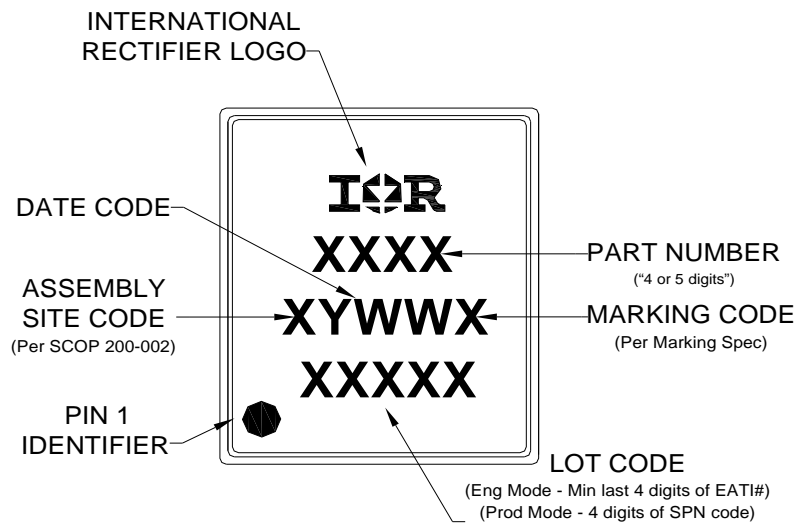 INTERNATIONAL
RECTIFIER LOGO
IOR
DATE CODE
XXXX
PART NUMBER
(“4 or 5 digits”)
ASSEMBLY
SITE CODE
(Per SCOP 200-002)
XYWWX
MARKING CODE
(Per Marking Spec)
XXXXX
PIN 1
IDENTIFIER
LOT CODE
(Eng Mode - Min last 4 digits of EATI#)
(Prod Mode - 4 digits of SPN code)